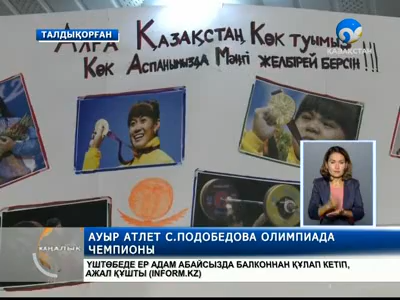 ТАЛДЫҚОРҒАН
ҚАЗАҚСТАН
АЛҒА ҚАЗАҚСТАН КӨК ТУЫМЫЗ
КӨК АСПАНЫМЫЗДА МӘҢГІ ЖЕЛБІРЕЙ БЕРСІН!!!
АУЫР АТЛЕТ С.ПОДОБЕДОВА ОЛИМПИАДА
ЧЕМПИОНЫ
ҮШТӨБЕДЕ ЕР АДАМ АБАЙСЫЗДА БАЛКОННАН ҚҰЛАП КЕТІП,
АЖАЛ ҚҰШТЫ (INFORM.KZ)